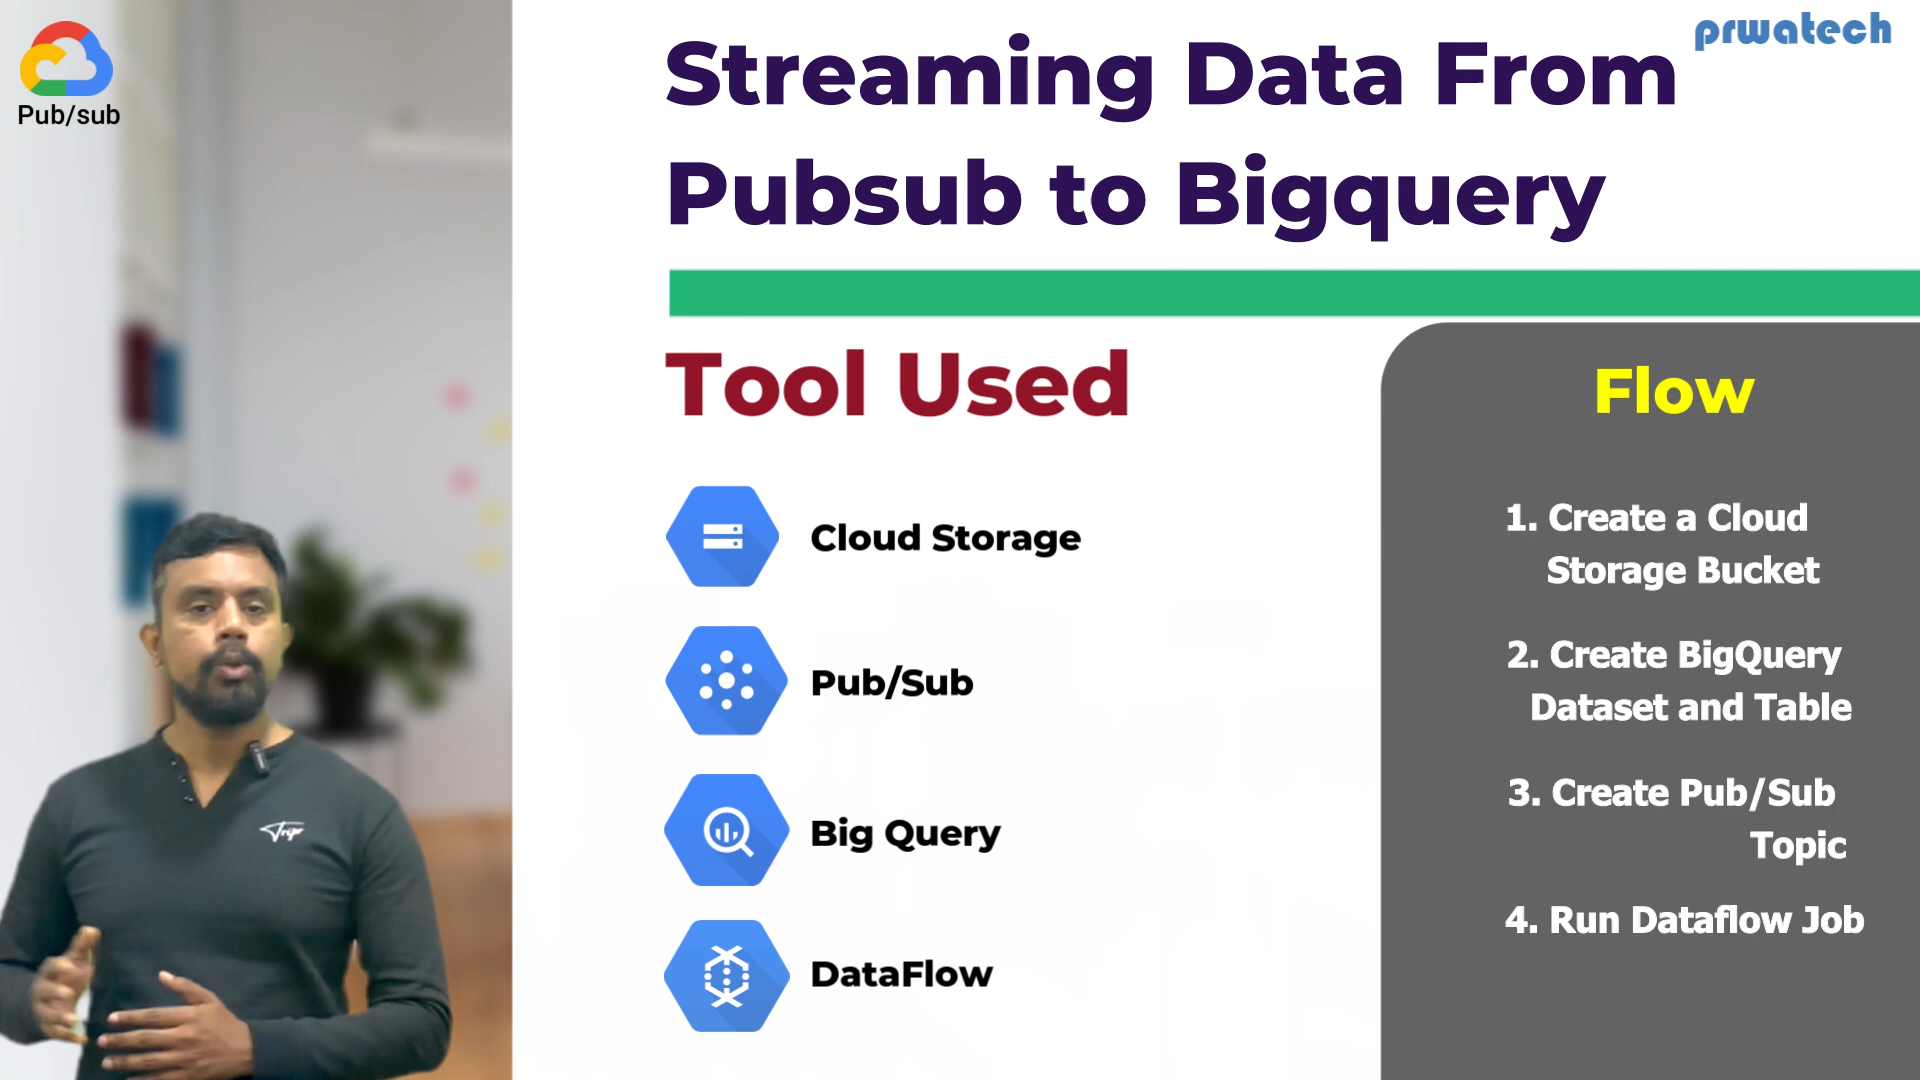 Pub/sub
prwatech
Streaming Data From
Pubsub to Bigquery
Tool Used
Cloud Storage
Pub/Sub
Big Query
DataFlow
Flow
1. Create a Cloud
Storage Bucket
2. Create BigQuery
Dataset and Table
3. Create Pub/Sub
Topic
4. Run Dataflow Job